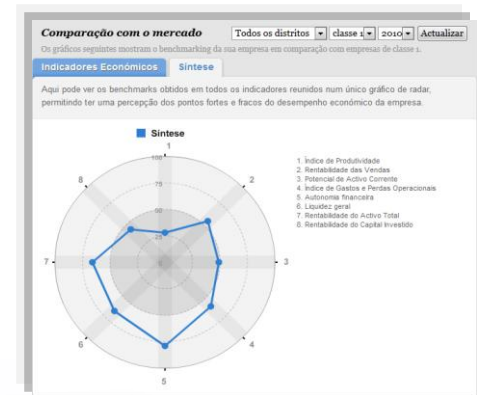 Comparação com o mercado
Todos os distritos classe 1 2010 Actualizar
Os gráficos seguintes mostram o benchmarking da sua empresa em comparação com empresas de classe 1.
Indicadores Económicos Síntese
Aqui pode ver os benchmarks obtidos em todos os indicadores reunidos num único gráfico de radar,
permitindo ter uma percepção dos pontos fortes e fracos do desempenho económico da empresa.
Síntese
1
100
75
50
25
2
3
4
5
6
7
8
1. Índice de Produtividade
2. Rentabilidade das Vendas
3. Potencial de Activo Corrente
4. Índice de Gastos e Perdas Operacionais
5. Autonomia financeira
6. Liquidez geral
7. Rentabilidade do Activo Total
8. Rentabilidade do Capital Investido